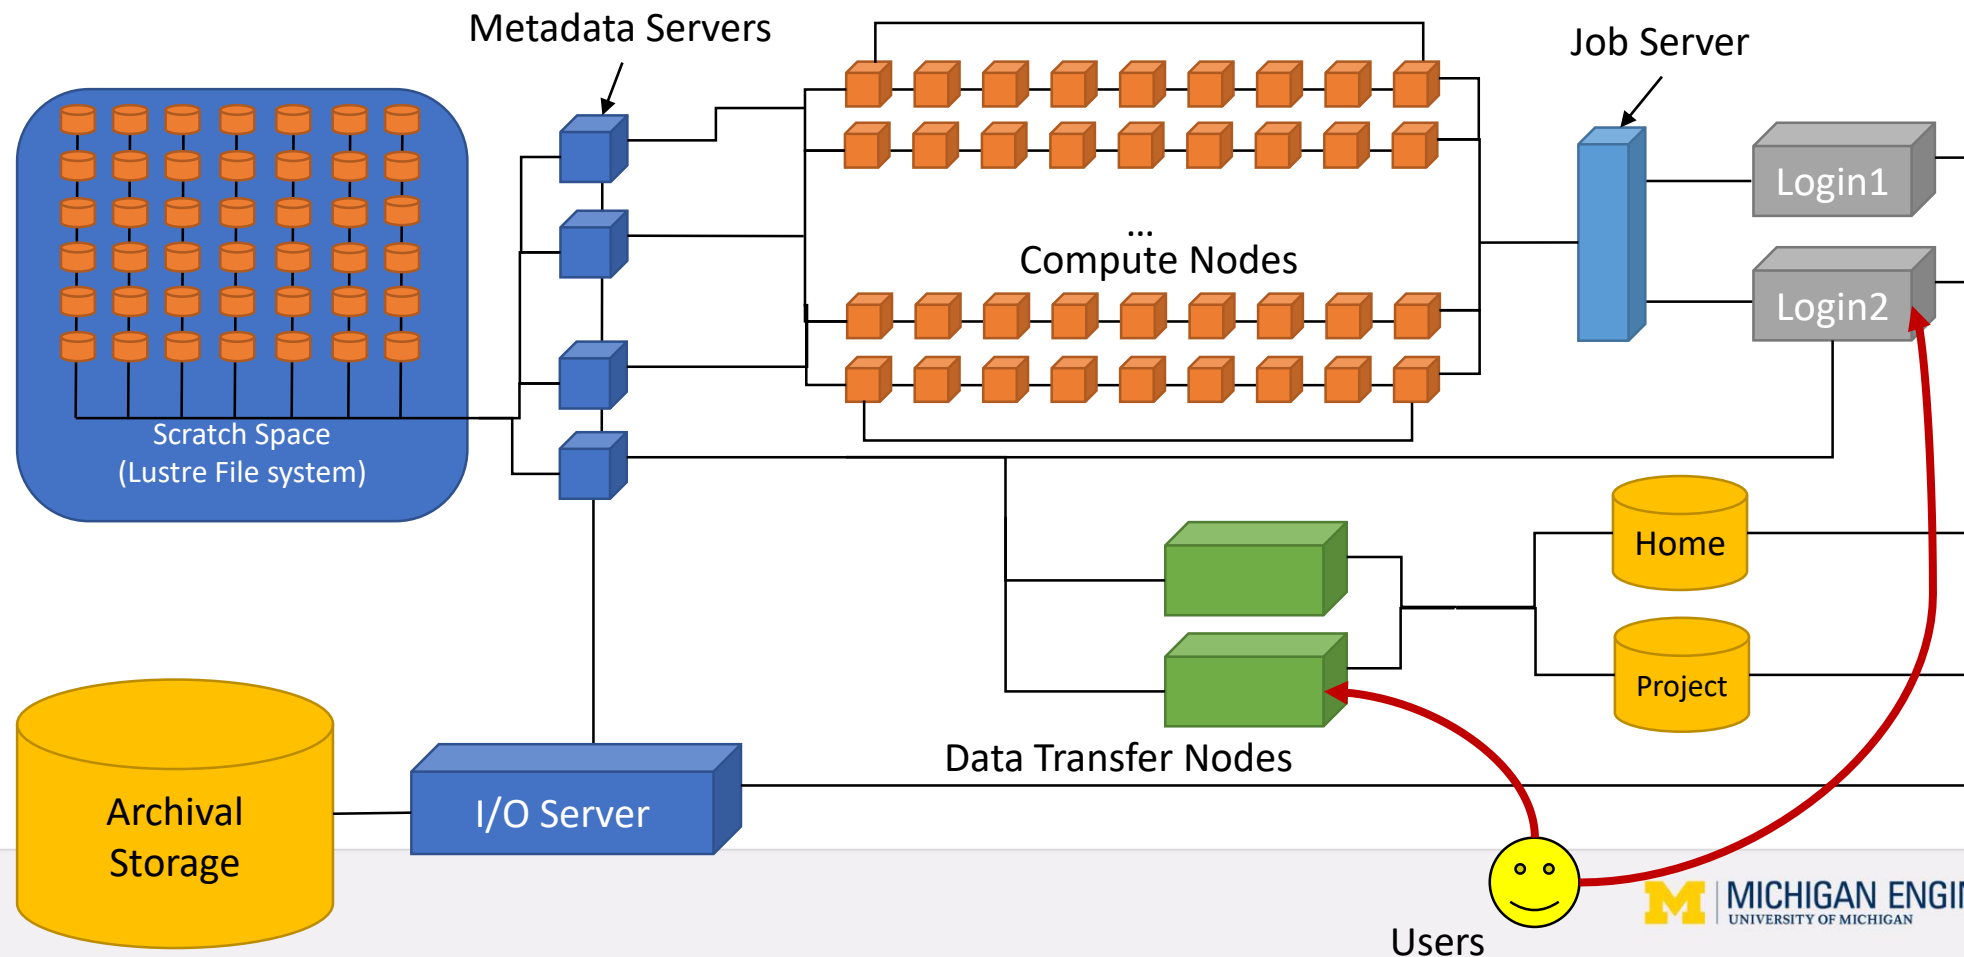 Metadata Servers
Job Server
Login1
...
Compute Nodes
Login2
Scratch Space
(Lustre File system)
Home
Project
Data Transfer Nodes
Archival
Storage
I/O Server
M
MICHIGAN ENGIN
UNIVERSITY OF MICHIGAN
Users